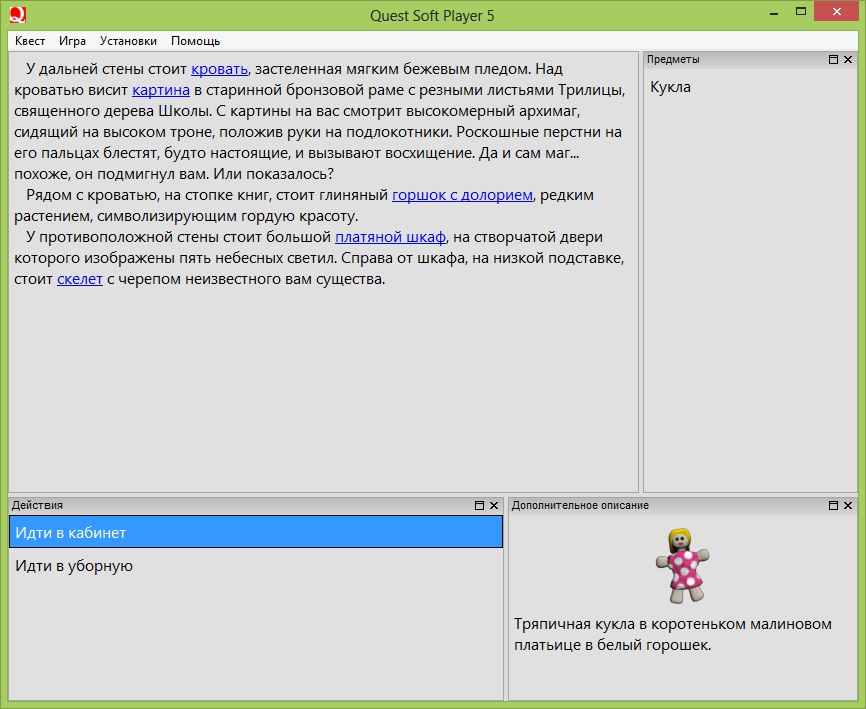 Quest Soft Player 5
Квест Игра Установки Помощь
У дальней стены стоит кровать, застеленная мягким бежевым пледом. Над
кроватью висит картина в старинной бронзовой раме с резными листьями Трилицы,
священного дерева Школы. С картины на вас смотрит высокомерный архимаг,
сидящий на высоком троне, положив руки на подлокотники. Роскошные перстни на
его пальцах блестят, будто настоящие, и вызывают восхищение. Да и сам маг...
похоже, он подмигнул вам. Или показалось?
Рядом с кроватью, на стопке книг, стоит глиняный горшок с долорием, редким
растением, символизирующим гордую красоту.
У противоположной стены стоит большой платяной шкаф, на створчатой двери
которого изображены пять небесных светил. Справа от шкафа, на низкой подставке,
стоит скелет с черепом неизвестного вам существа.
Предметы
Кукла
Действия
Идти в кабинет
Идти в уборную
Дополнительное описание
Тряпичная кукла в коротеньком малиновом
платьице в белый горошек.